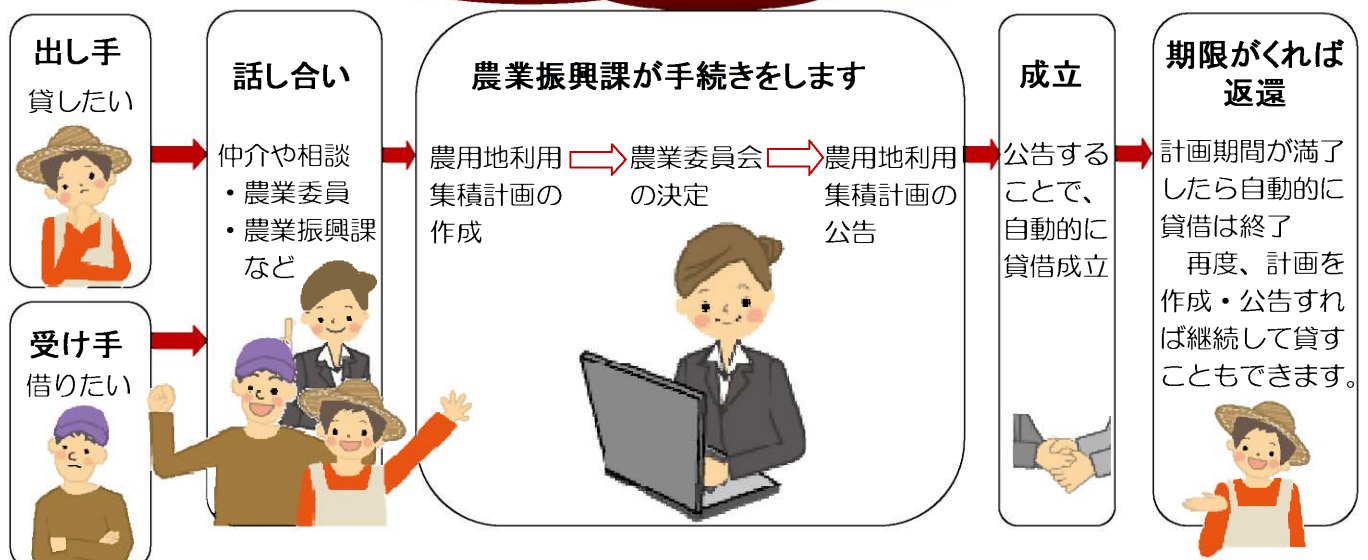 出し手
貸したい
受け手
借りたい
話し合い
仲介や相談
・農業委員
・農業振興課
など
農業振興課が手続きをします
農用地利用
集積計画の
作成
農業委員会
の決定
農用地利用
集積計画の
公告
成立
公告する
ことで、
自動的に
貸借成立
期限がくれば
返還
計画期間が満了
したら自動的に
貸借は終了
　再度、計画を
作成・公告すれ
ば継続して貸す
こともできます。